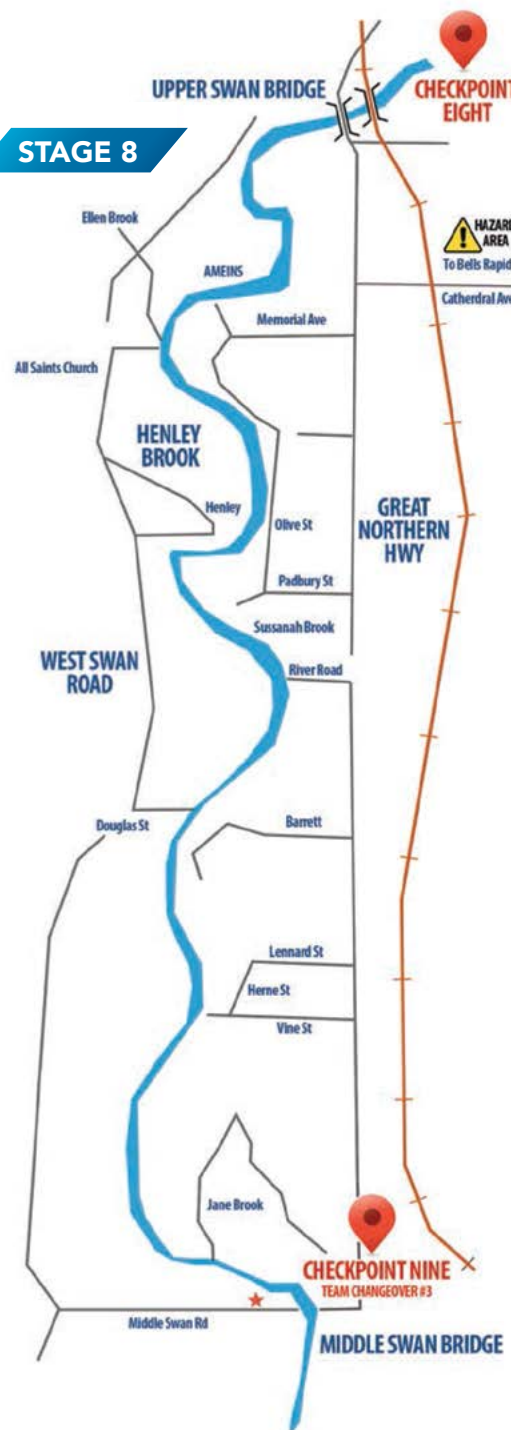 UPPER SWAN BRIDGE
CHECKPOINT
EIGHT
STAGE 8
Ellen Brook
HAZARD
AREA
To Bells Rapid
AMEINS
Catherdral Ave
Memorial Ave
All Saints Church
HENLEY
BROOK
Henley
Olive St
GREAT
NORTHERN
HWY
Padbury St
Sussanah Brook
WEST SWAN
ROAD
River Road
Douglas St
Barrett
Lennard St
Herne St
Vine St
Jane Brook
CHECKPOINT NINE
TEAM CHANGEOVER #3
Middle Swan Rd
MIDDLE SWAN BRIDGE